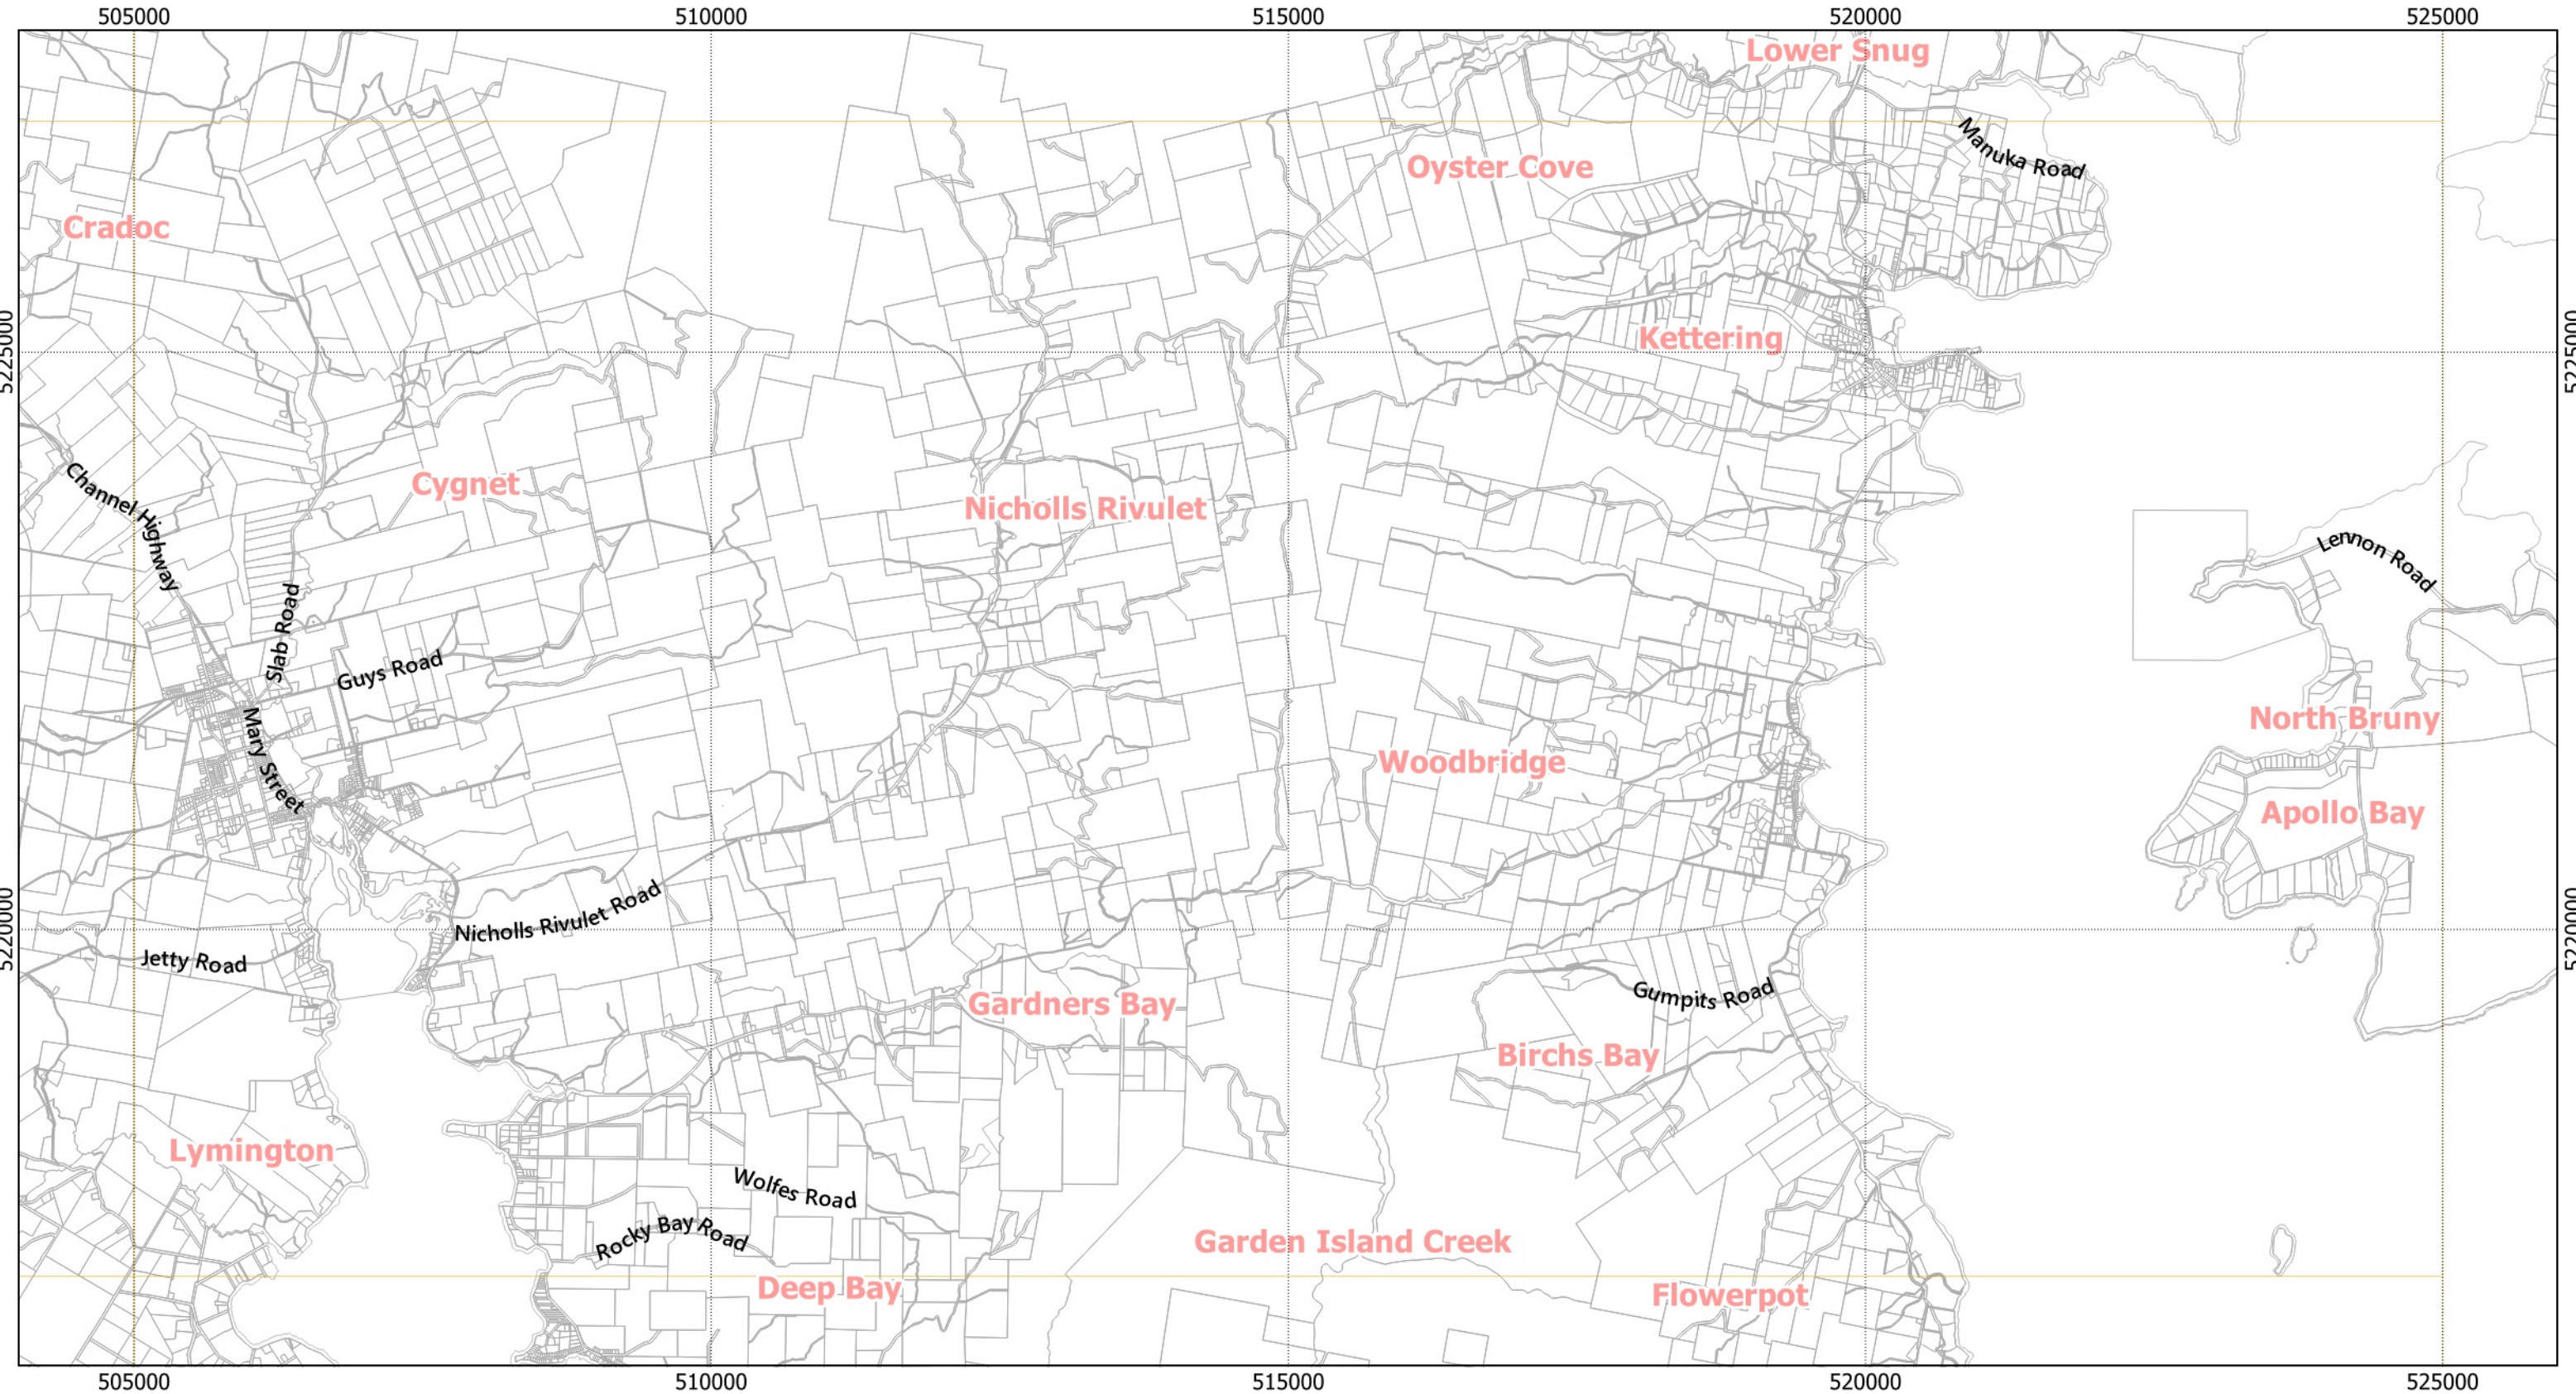 505000
510000
515000
520000
525000
Lower Snug
Manuka Road
Oyster Cove
Cradoc
5225000
Kettering
5225000
Channel Highway
Cygnet
Nicholls Rivulet
Lennon Road
Slab Road
Guys Road
North Bruny
Mary Street
Woodbridge
Apollo Bay
5220000
Nicholls Rivulet Road
5220000
Jetty Road
Gumpits Road
Gardners Bay
Birchs Bay
Lymington
Wolfes Road
Rocky Bay Road
Garden Island Creek
Deep Bay
Flowerpot
505000
510000
515000
520000
525000